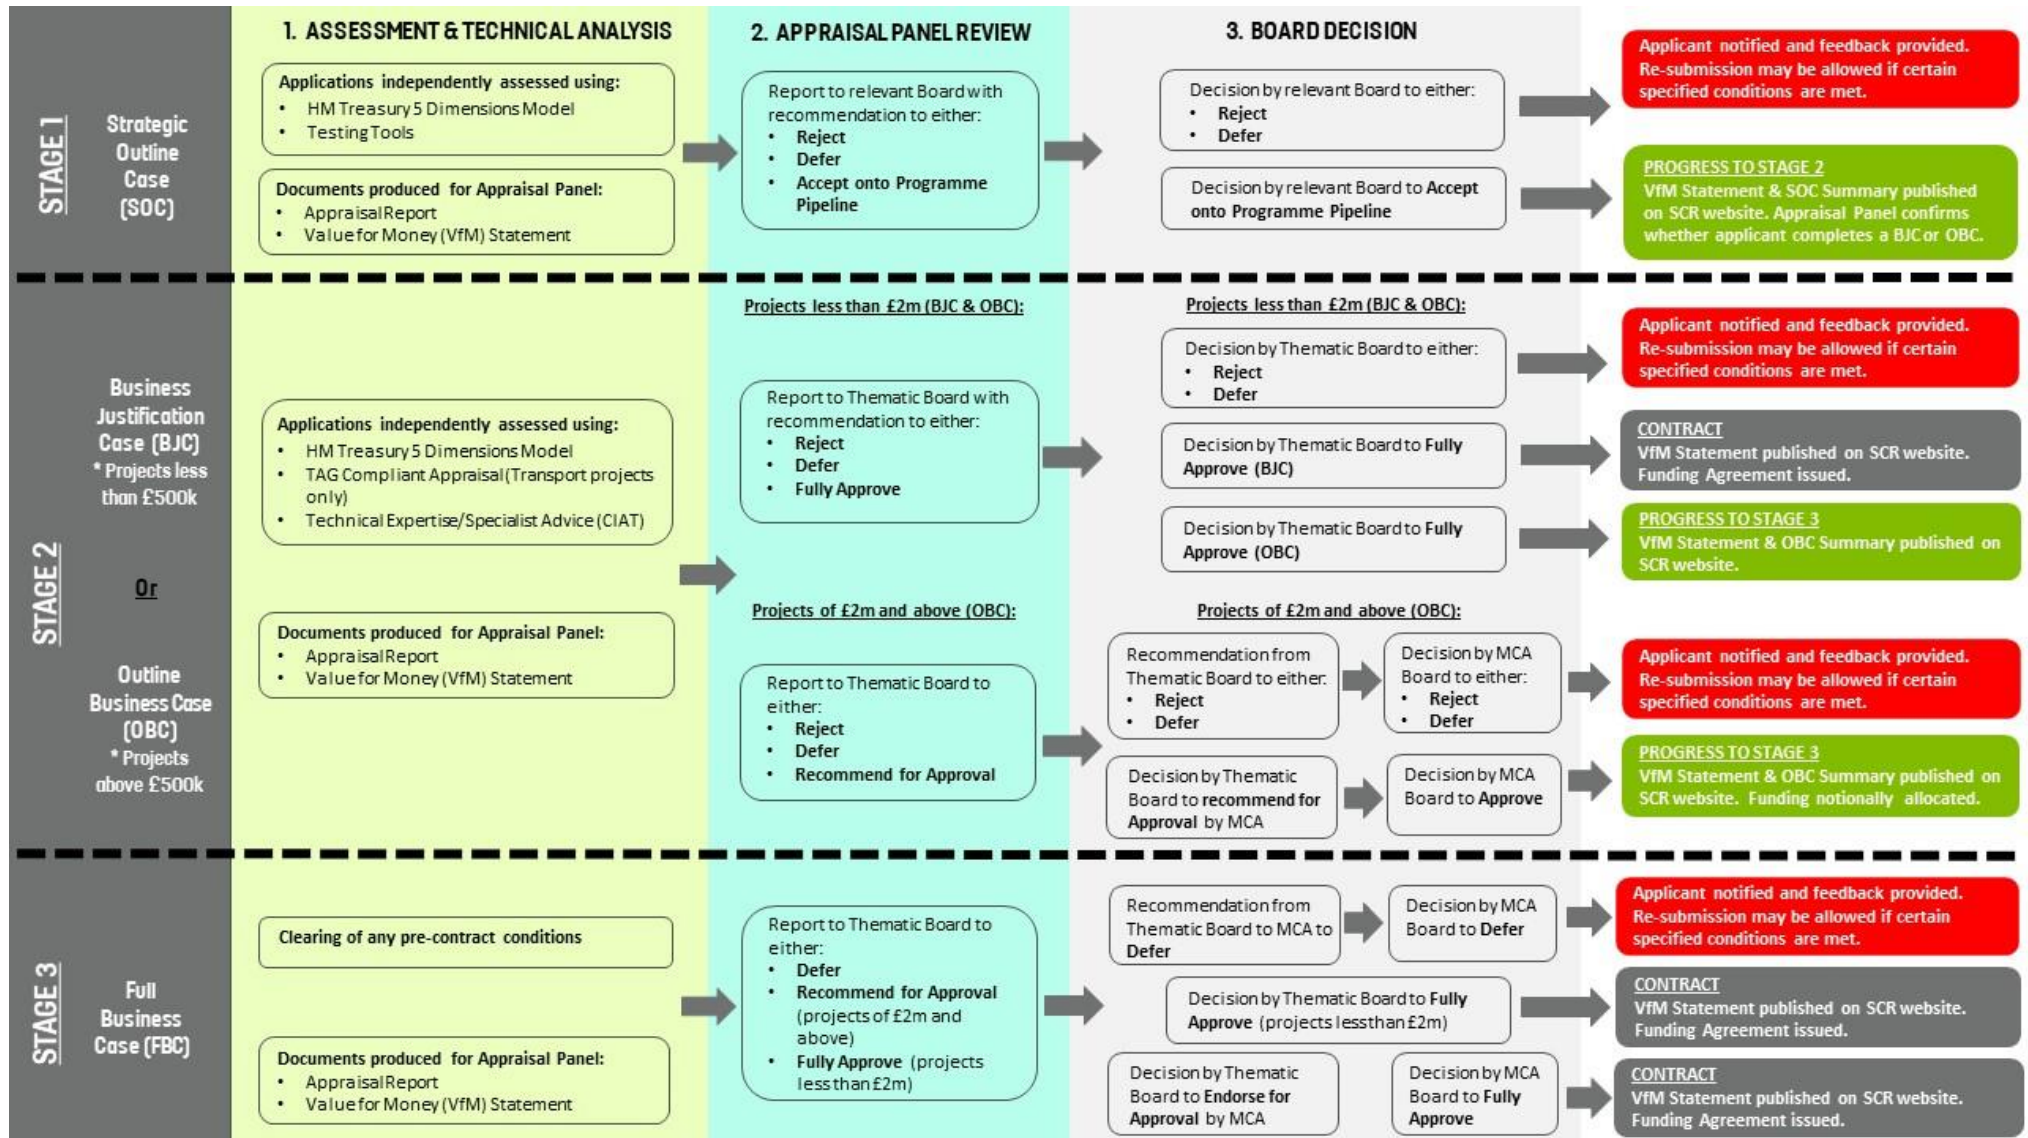 1. ASSESSMENT & TECHNICAL ANALYSIS
2. APPRAISAL PANEL REVIEW
3. BOARD DECISION
STAGE 1
Strategic
Outline
Case
(SOC)
Applications independently assessed using:
• HM Treasury 5 Dimensions Model
• Testing Tools
Documents produced for Appraisal Panel:
• Appraisal Report
• Value for Money (VfM) Statement
Report to relevant Board with
recommendation to either:
• Reject
• Defer
• Accept onto Programme
Pipeline
Decision by relevant Board to either:
• Reject
• Defer
Decision by relevant Board to Accept
onto Programme Pipeline
Applicant notified and feedback provided.
Re-submission may be allowed if certain
specified conditions are met.
PROGRESS TO STAGE 2
VfM Statement & SOC Summary published
on SCR website. Appraisal Panel confirms
whether applicant completes a BJC or OBC.
STAGE 2
Business
Justification
Case (BJC)
* Projects less
than £500k
Or
Outline
Business Case
(OBC)
* Projects
above £500k
Applications independently assessed using:
• HM Treasury 5 Dimensions Model
• TAG Compliant Appraisal (Transport projects
only)
• Technical Expertise/Specialist Advice (CIAT)
Documents produced for Appraisal Panel:
• Appraisal Report
• Value for Money (VfM) Statement
Projects less than £2m (BJC & OBC):
Report to Thematic Board with
recommendation to either:
• Reject
• Defer
• Fully Approve
Projects of £2m and above (OBC):
Report to Thematic Board to
either:
• Reject
• Defer
• Recommend for Approval
Projects less than £2m (BJC & OBC):
Decision by Thematic Board to either:
• Reject
• Defer
Decision by Thematic Board to Fully
Approve (BJC)
Decision by Thematic Board to Fully
Approve (OBC)
Projects of £2m and above (OBC):
Recommendation from
Thematic Board to either:
• Reject
• Defer
Decision by MCA
Board to either:
• Reject
• Defer
Decision by Thematic
Board to recommend for
Approval by MCA
Decision by MCA
Board to Approve
Applicant notified and feedback provided.
Re-submission may be allowed if certain
specified conditions are met.
CONTRACT
VfM Statement published on SCR website.
Funding Agreement issued.
PROGRESS TO STAGE 3
VfM Statement & OBC Summary published on
SCR website.
Applicant notified and feedback provided.
Re-submission may be allowed if certain
specified conditions are met.
PROGRESS TO STAGE 3
VfM Statement & OBC Summary published on
SCR website. Funding notionally allocated.
STAGE 3
Full
Business
Case (FBC)
Clearing of any pre-contract conditions
Documents produced for Appraisal Panel:
• Appraisal Report
• Value for Money (VfM) Statement
Report to Thematic Board to
either:
• Defer
• Recommend for Approval
(projects of £2m and
above)
• Fully Approve (projects
less than £2m)
Recommendation from
Thematic Board to MCA to
Defer
Decision by MCA
Board to Defer
Decision by Thematic Board to Fully
Approve (projects less than £2m)
Decision by Thematic
Board to Endorse for
Approval by MCA
Decision by MCA
Board to Fully
Approve
Applicant notified and feedback provided.
Re-submission may be allowed if certain
specified conditions are met.
CONTRACT
VfM Statement published on SCR website.
Funding Agreement issued.
CONTRACT
VfM Statement published on SCR website.
Funding Agreement issued.